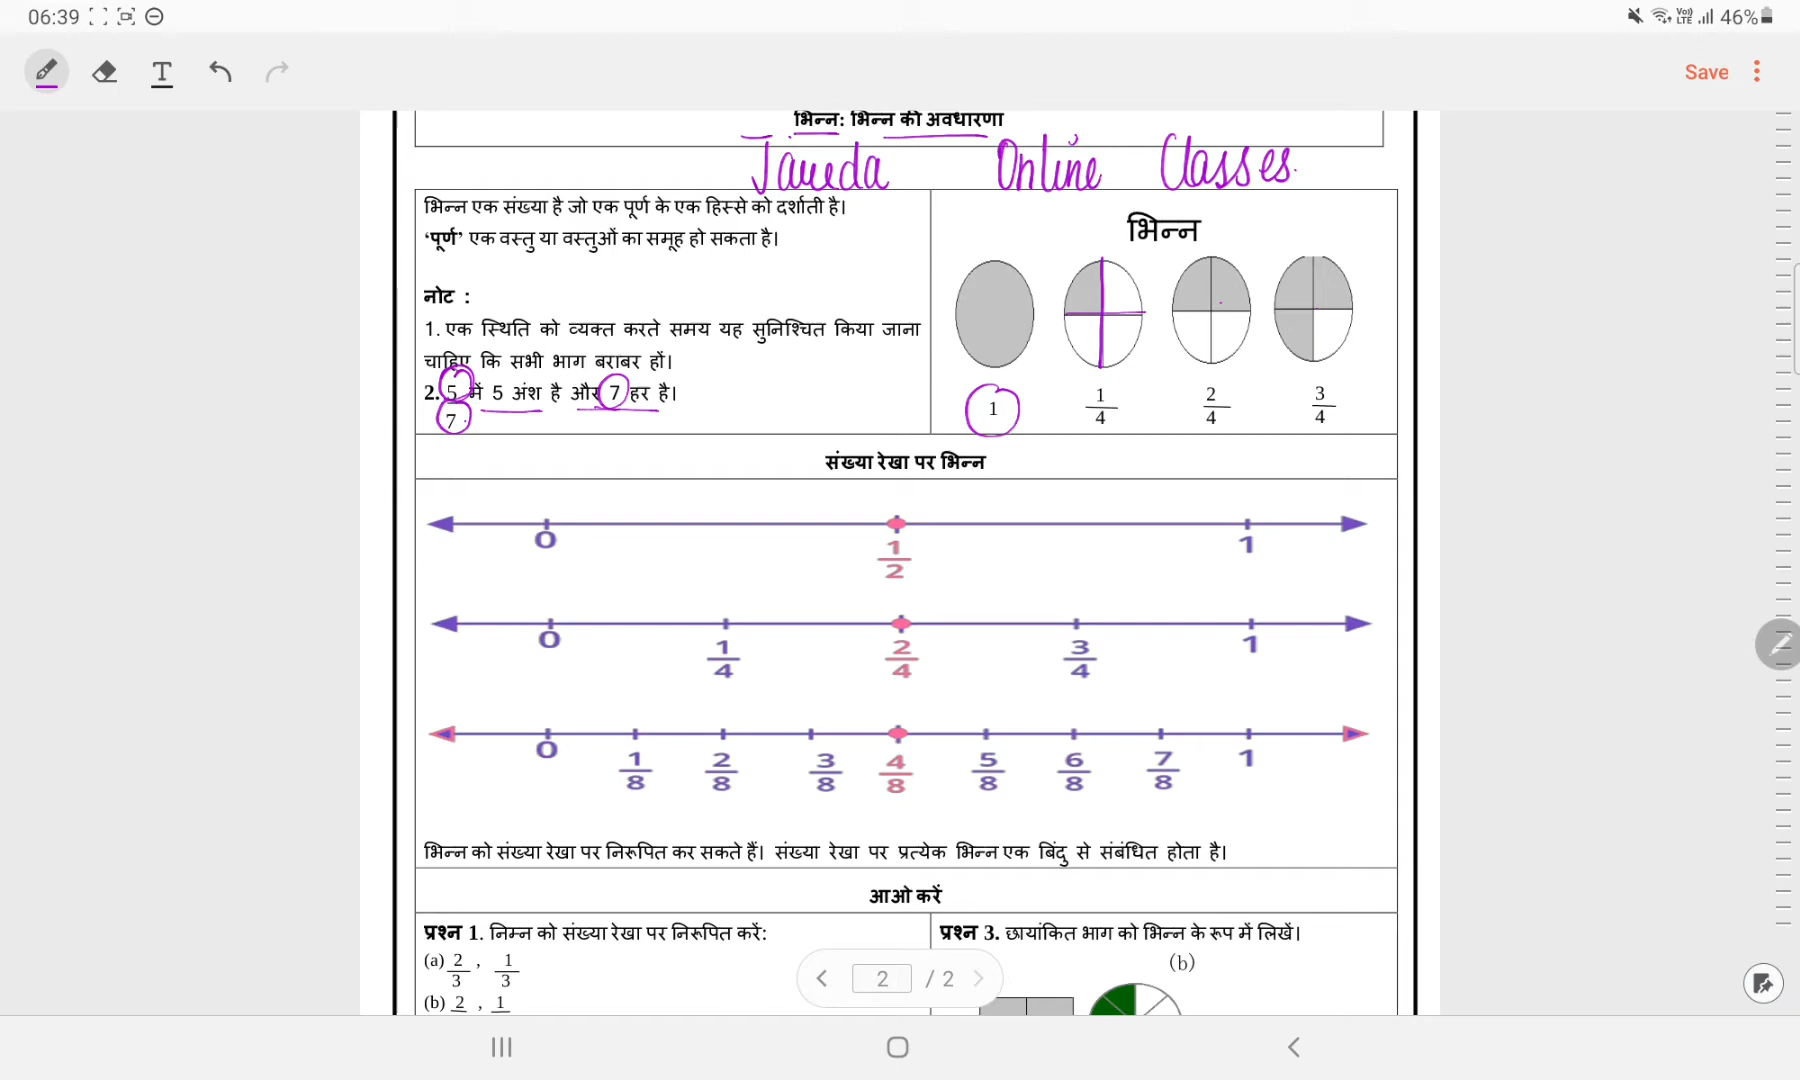 06:39 46%
Save
भिन्न: भिन्न की अवधारणा
Online Classes.
भिन्न एक संख्या है जो एक पूर्ण के एक हिस्से को दर्शाती है।
‘पूर्ण’ एक वस्तु या वस्तुओं का समूह हो सकता है।
नोट :
1. एक स्थिति को व्यक्त करते समय यह सुनिश्चित किया जाना
चाहिए कि सभी भाग बराबर हों।
2. 5/7 में 5 अंश है और 7 हर है।
भिन्न
1 1/4 2/4 3/4
संख्या रेखा पर भिन्न
0 1/2 1
0 1/4 2/4 3/4 1
0 1/8 2/8 3/8 4/8 5/8 6/8 7/8 1
भिन्न को संख्या रेखा पर निरूपित कर सकते हैं। संख्या रेखा पर प्रत्येक भिन्न एक बिंदु से संबंधित होता है।
आओ करें
प्रश्न 1. निम्न को संख्या रेखा पर निरूपित करें:
(a) 2/3 , 1/3
(b) 2 , 1
प्रश्न 3. छायांकित भाग को भिन्न के रूप में लिखें।
(b)
2 / 2